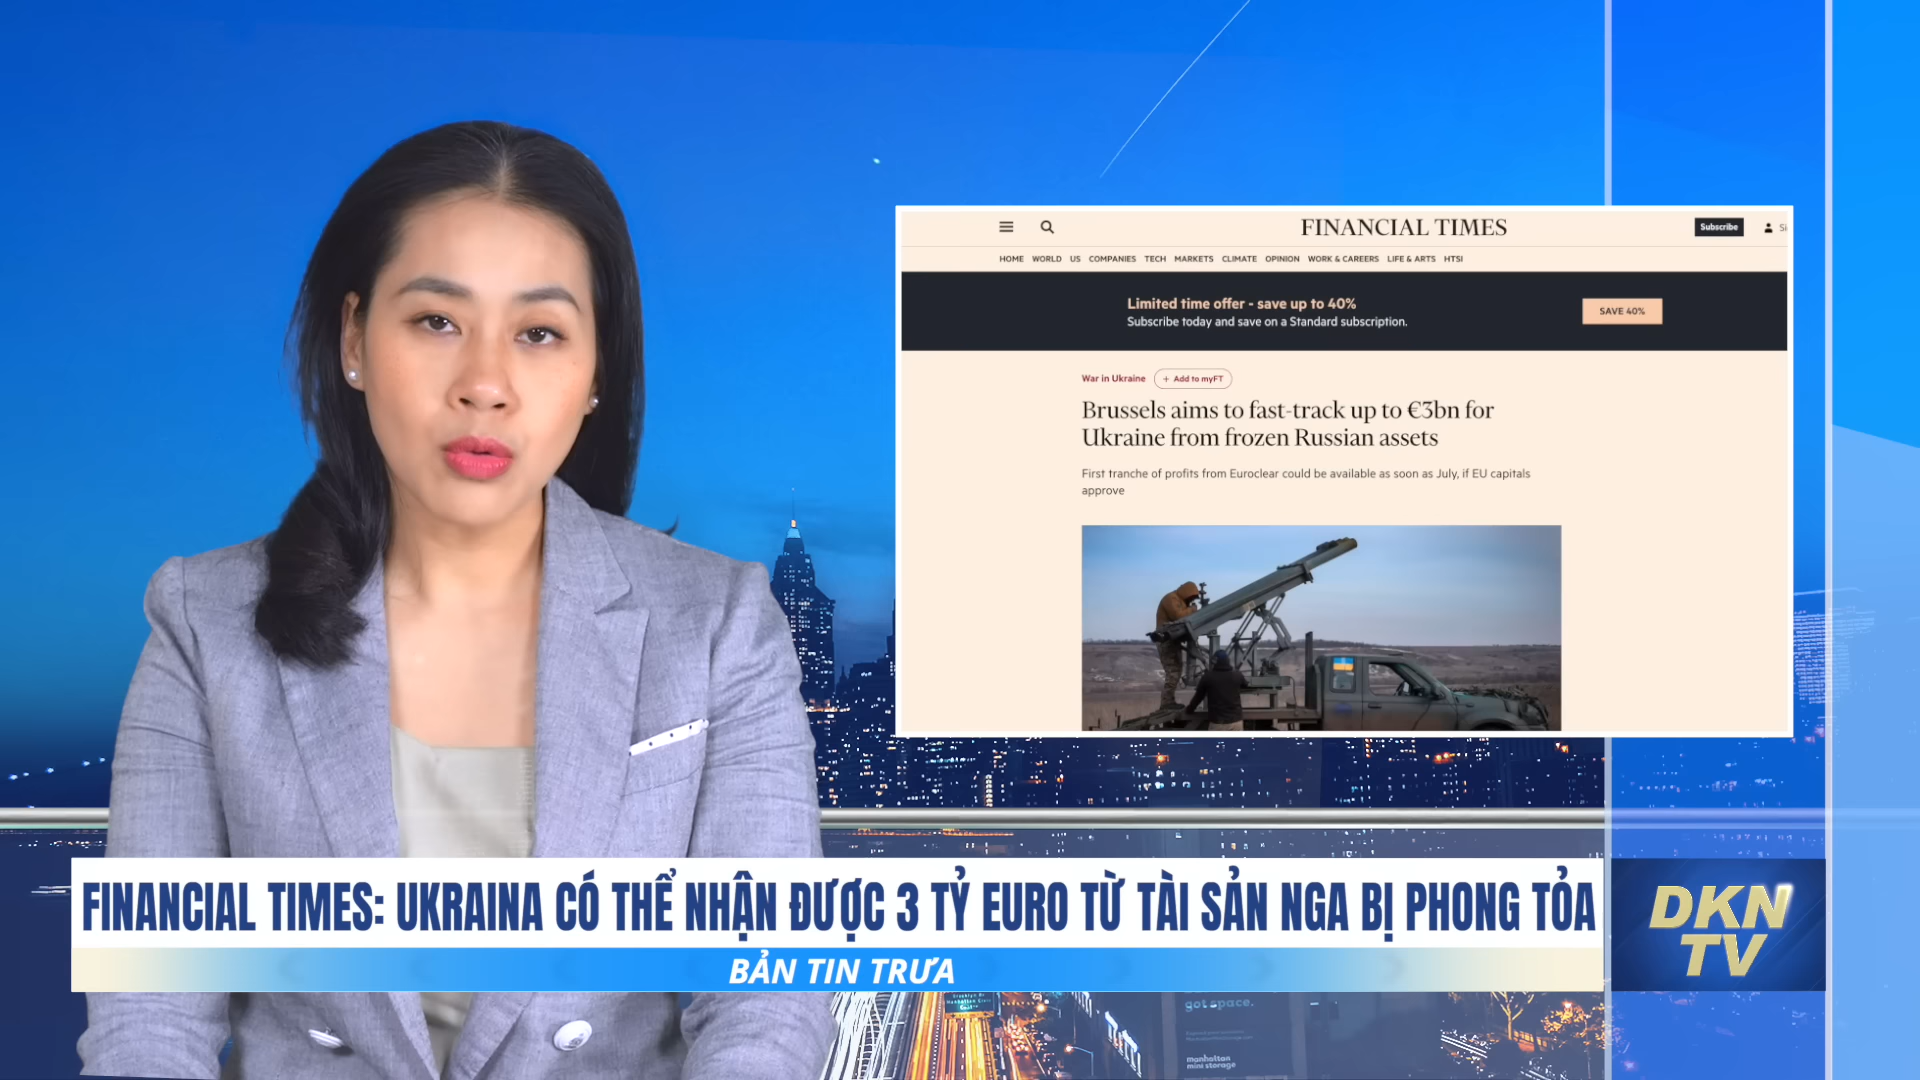 FINANCIAL TIMES
Subscribe
HOME WORLD US COMPANIES TECH MARKETS CLIMATE OPINION WORK & CAREERS LIFE & ARTS HTSI
Limited time offer - save up to 40%
Subscribe today and save on a Standard subscription.
SAVE 40%
War in Ukraine
+ Add to myFT
Brussels aims to fast-track up to €3bn for
Ukraine from frozen Russian assets
First tranche of profits from Euroclear could be available as soon as July, if EU capitals
approve
FINANCIAL TIMES: UKRAINA CÓ THỂ NHẬN ĐƯỢC 3 TỶ EURO TỪ TÀI SẢN NGA BỊ PHONG TỎA
BẢN TIN TRƯA
DKN
TV
got space.
manhattan
mini storage